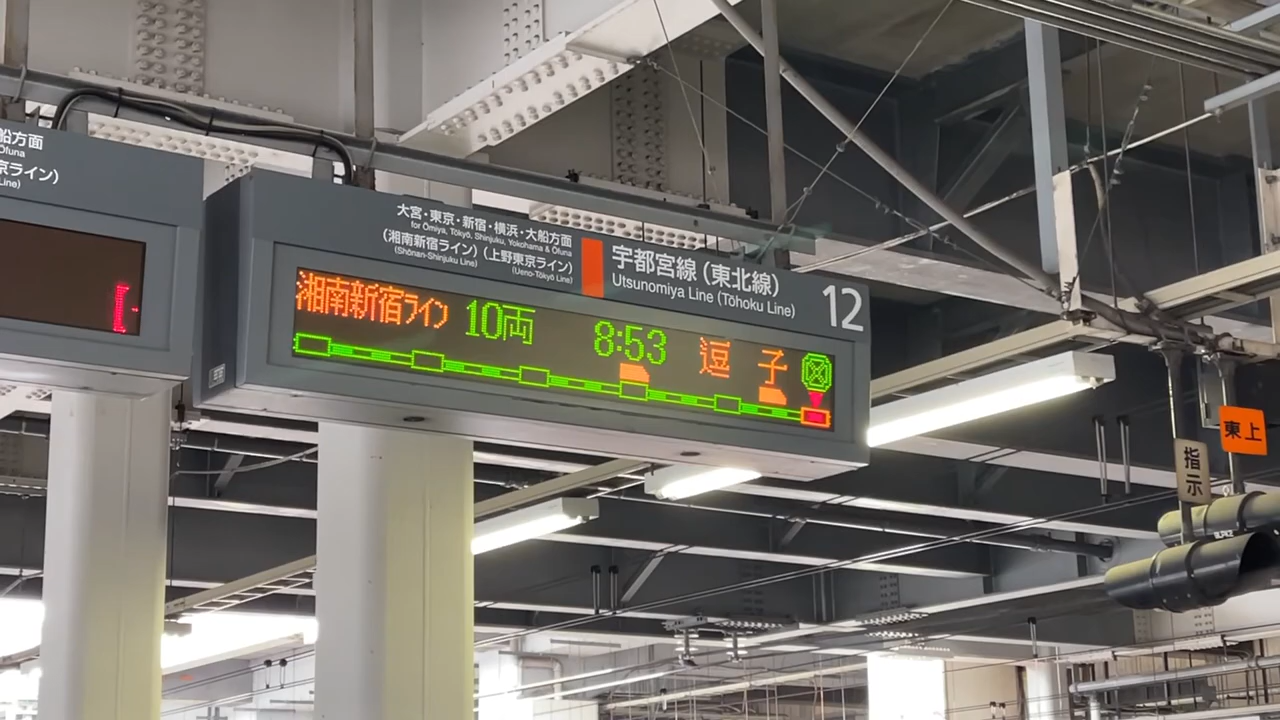 船方面
Ofuna
京ライン)
Line)
大宮・東京・新宿・横浜・大船方面
for Ōmiya, Tōkyō, Shinjuku, Yokohama & Ōfuna
(湘南新宿ライン)(上野東京ライン)
(Shōnan-Shinjuku Line) (Ueno-Tōkyō Line)
宇都宮線(東北線)
Utsunomiya Line (Tōhoku Line)
12
湘南新宿ライン 10両 8:53 逗子
東上
指示